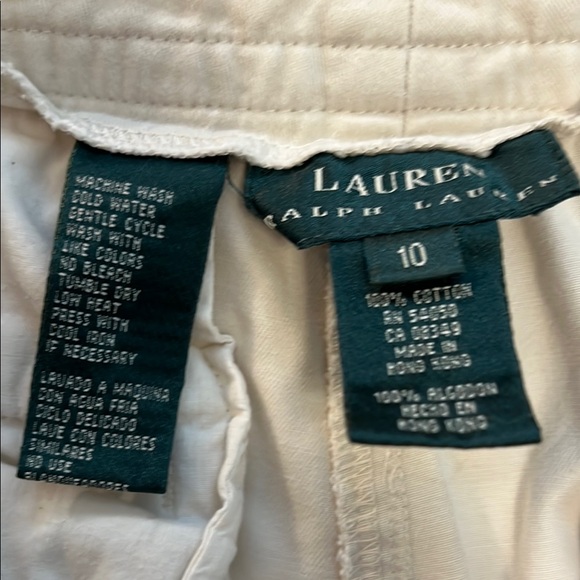 MACHINE WASH
COLD WATER
GENTLE CYCLE
WASH WITH
LIKE COLORS
NO BLEACH
TUMBLE DRY
LOW HEAT
PRESS WITH
COOL IRON
IF NECESSARY
LAVADO A MAQUINA
CON AGUA FRIA
CICLO DELICADO
LAVE CON COLORES
SIMILARES
NO USE
BLANQUEADORES
LAUREN
RALPH LAUREN
10
100% COTTON
RN 54050
CA 08349
MADE IN
HONG KONG
100% ALGODON
HECHO EN
HONG KONG